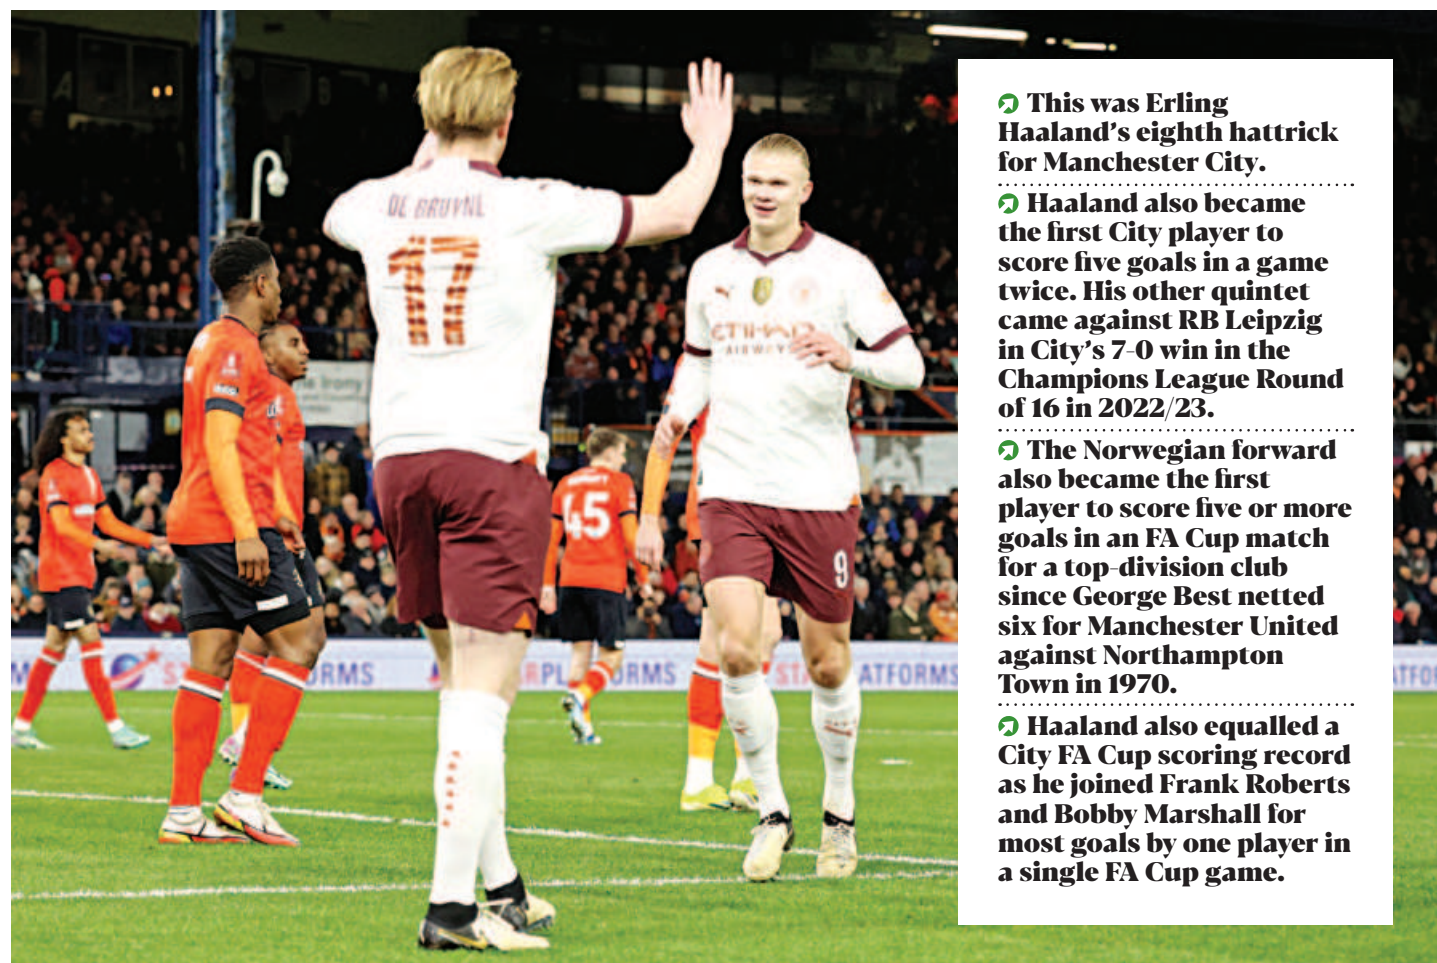 A
B
DE BRUYNE
17
ETIHAD
AIRWAYS
45
9
ATFORMS
This was Erling
Haaland's eighth hattrick
for Manchester City.
Haaland also became
the first City player to
score five goals in a game
twice. His other quintet
came against RB Leipzig
in City's 7-0 win in the
Champions League Round
of 16 in 2022/23.
The Norwegian forward
also became the first
player to score five or more
goals in an FA Cup match
for a top-division club
since George Best netted
six for Manchester United
against Northampton
Town in 1970.
Haaland also equalled a
City FA Cup scoring record
as he joined Frank Roberts
and Bobby Marshall for
most goals by one player in
a single FA Cup game.